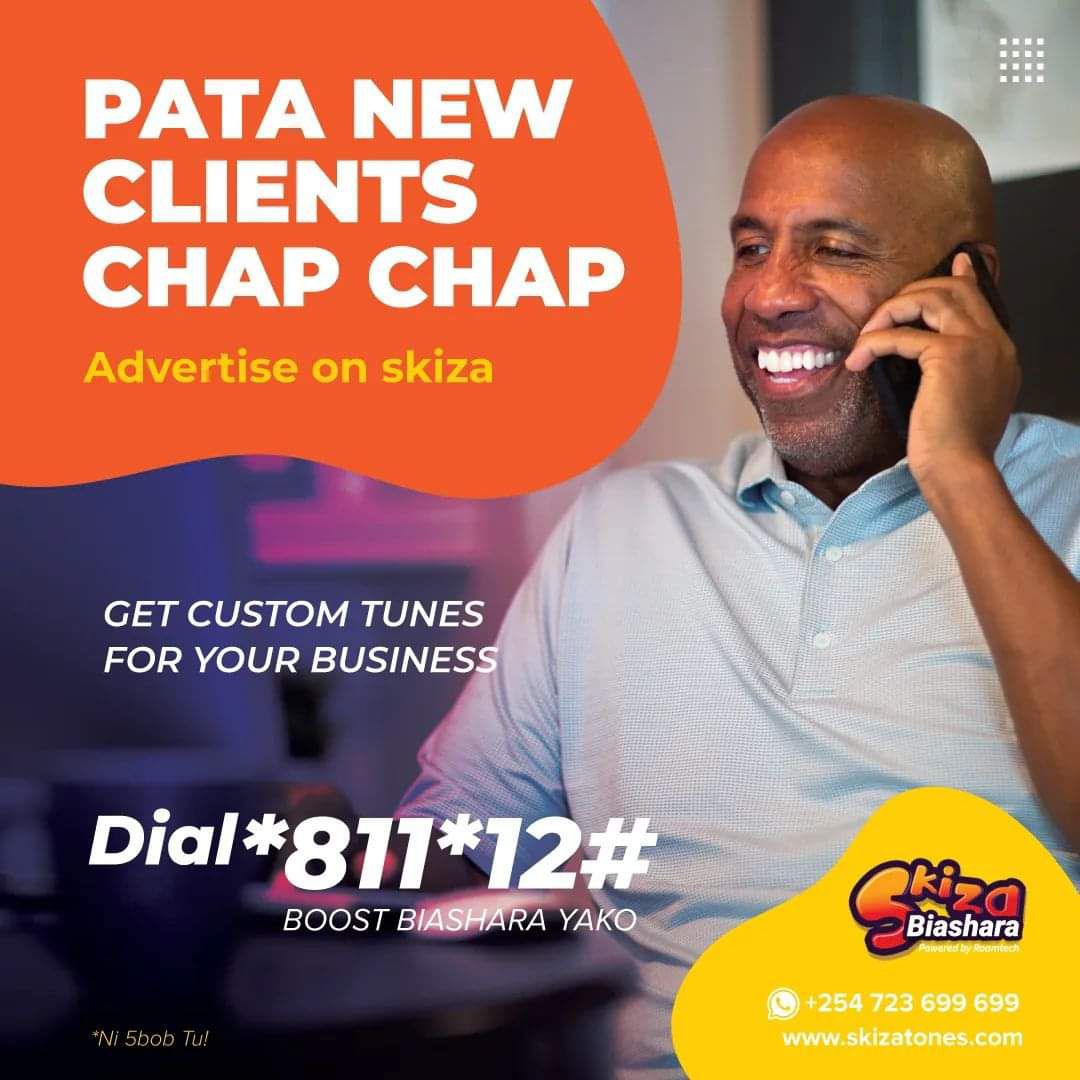 PATA NEW
CLIENTS
CHAP CHAP
Advertise on skiza
GET CUSTOM TUNES
FOR YOUR BUSINESS
Dial*811*12#
BOOST BIASHARA YAKO
*Ni 5bob Tu!
Skiza
Biashara
Powered by Roamtech
+254 723 699 699
www.skizatones.com